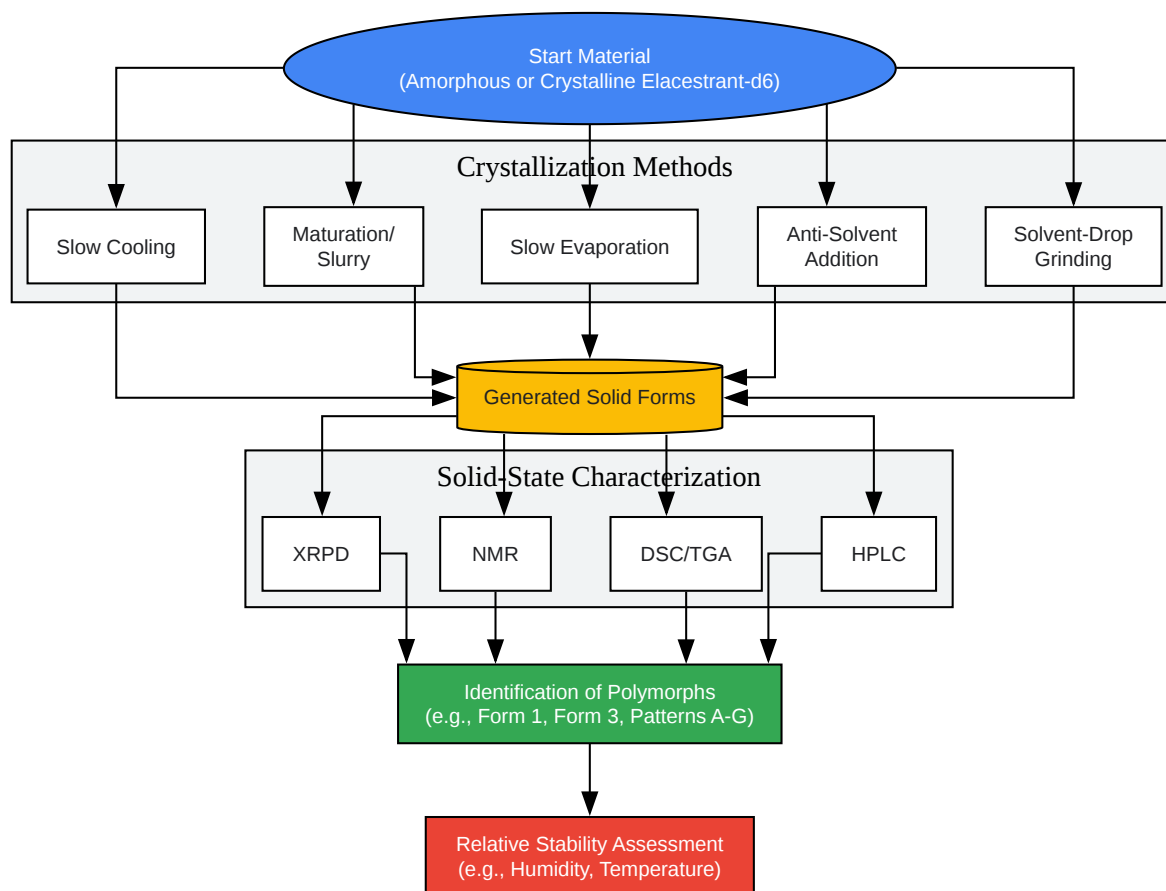 Start Material
(Amorphous or Crystalline Elacestrant-d6)
Crystallization Methods
Slow Cooling
Maturation/
Slurry
Slow Evaporation
Anti-Solvent
Addition
Solvent-Drop
Grinding
Generated Solid Forms
Solid-State Characterization
XRPD
NMR
DSC/TGA
HPLC
Identification of Polymorphs
(e.g., Form 1, Form 3, Patterns A-G)
Relative Stability Assessment
(e.g., Humidity, Temperature)